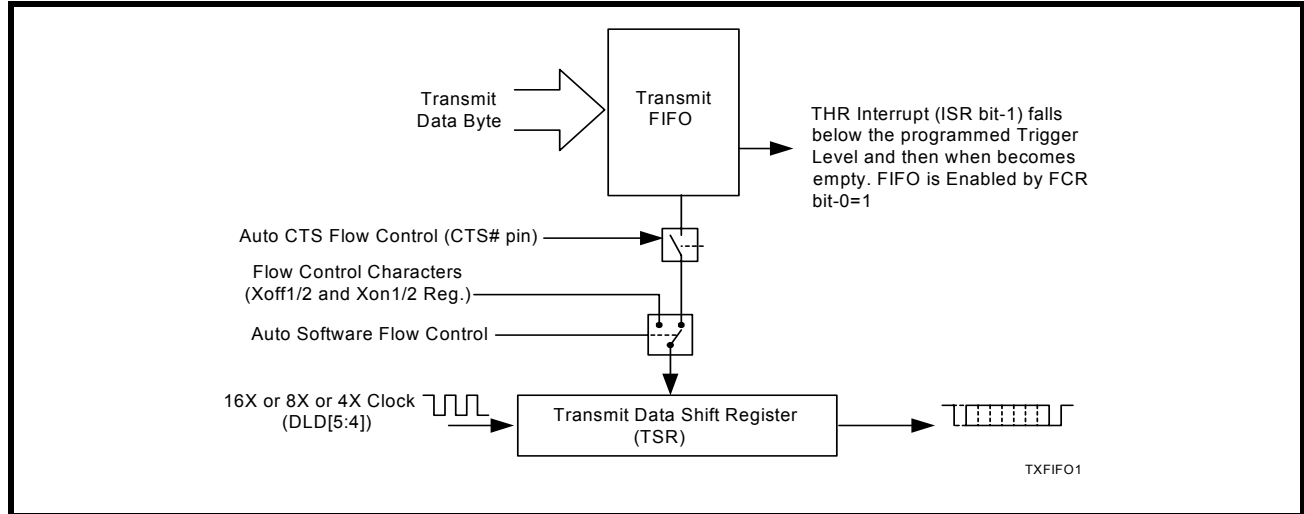 Transmit
Data Byte
Transmit
FIFO
THR Interrupt (ISR bit-1) falls
below the programmed Trigger
Level and then when becomes
empty. FIFO is Enabled by FCR
bit-0=1
Auto CTS Flow Control (CTS# pin)
Flow Control Characters
(Xoff1/2 and Xon1/2 Reg.)
Auto Software Flow Control
16X or 8X or 4X Clock
(DLD[5:4])
Transmit Data Shift Register
(TSR)
TXFIFO1